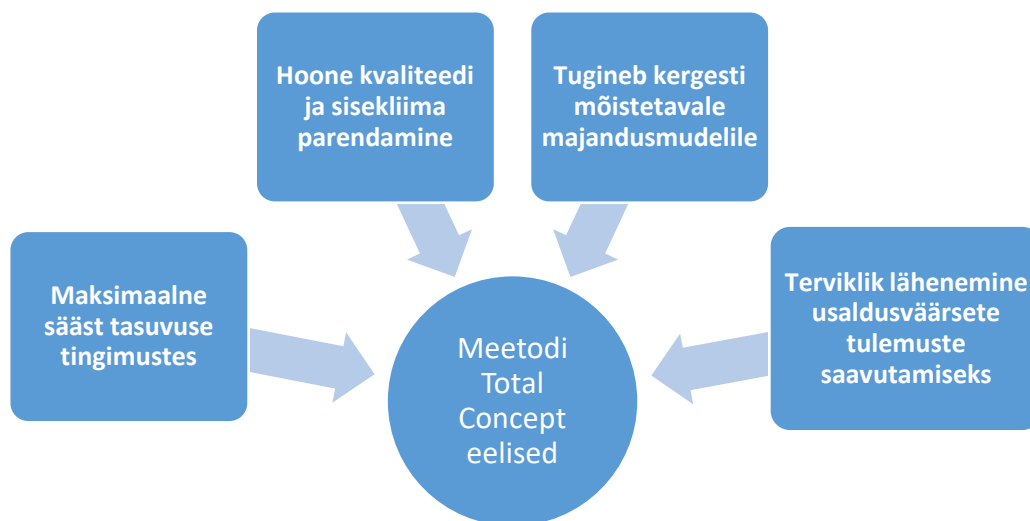 Hoone kvaliteedi
ja sisekliima
parendamine
Tugineb kergesti
mõistetavale
majandusmudelile
Maksimaalne
sääst tasuvuse
tingimustes
Terviklik lähenemine
usaldusväärsete
tulemuste
saavutamiseks
Meetodi
Total
Concept
eelised